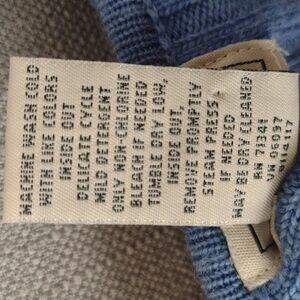 MACHINE WASH COLD
WITH LIKE COLORS
INSIDE OUT
DELICATE CYCLE
MILD DETERGENT
ONLY NON-CHLORINE
BLEACH IF NEEDED
TUMBLE DRY LOW,
INSIDE OUT,
REMOVE PROMPTLY
STEAM PRESS
IF NEEDED
MAY BE DRY CLEANED
RN 71341
VN 06097